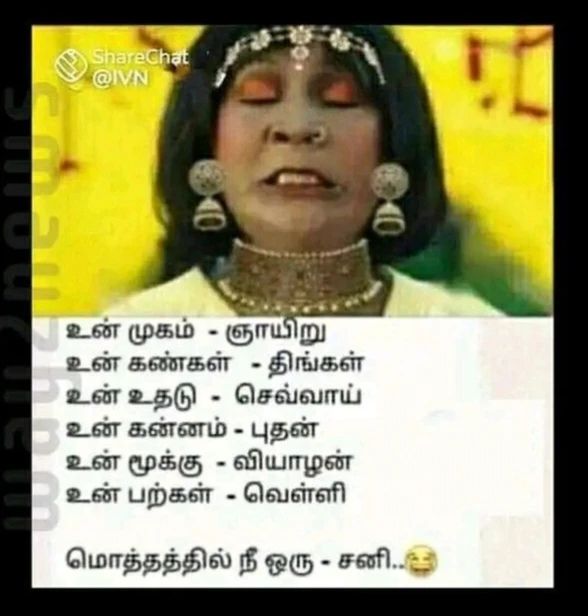 ShareChat
@IVN
way2news
உன் முகம் - ஞாயிறு
உன் கண்கள் - திங்கள்
உன் உதடு - செவ்வாய்
உன் கன்னம் - புதன்
உன் மூக்கு - வியாழன்
உன் பற்கள் - வெள்ளி
மொத்தத்தில் நீ ஒரு - சனி..😂